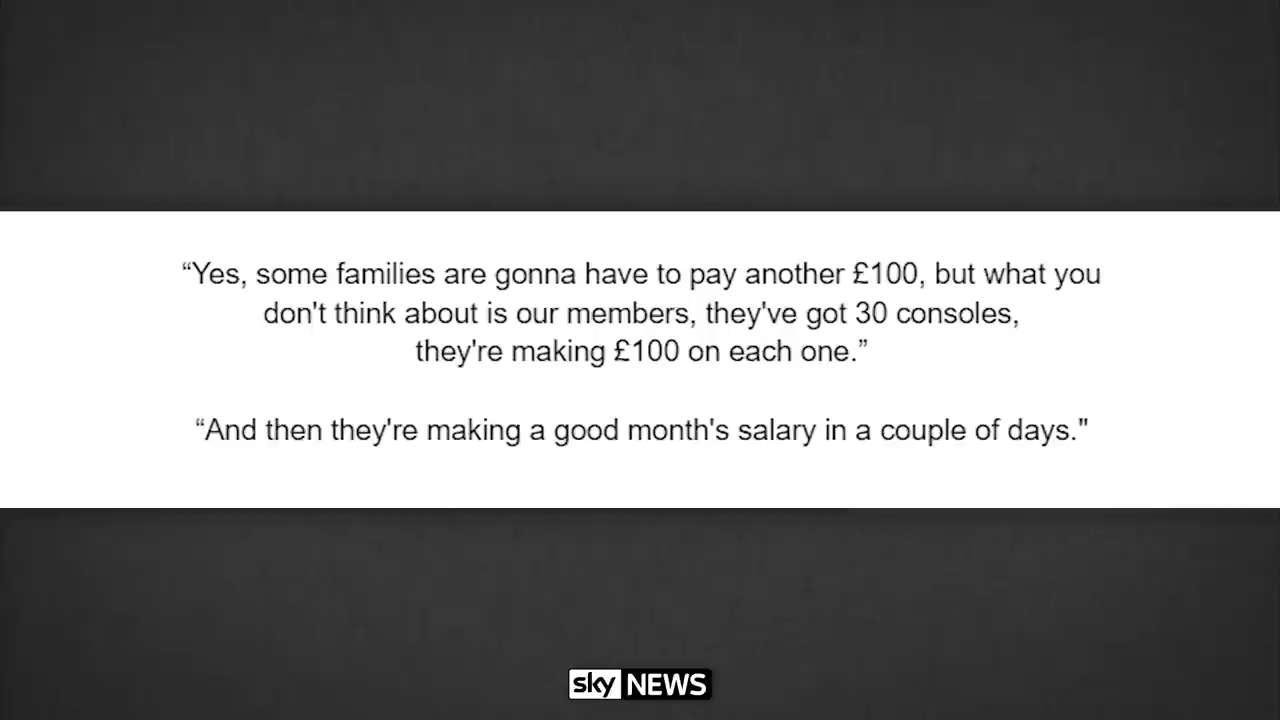 “Yes, some families are gonna have to pay another £100, but what you
don't think about is our members, they've got 30 consoles,
they're making £100 on each one.”
“And then they're making a good month's salary in a couple of days."
sky NEWS